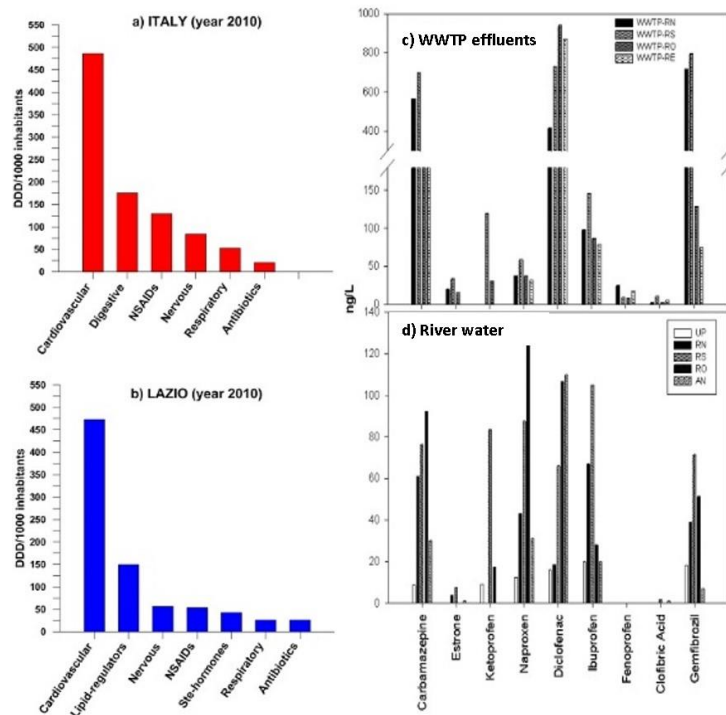 a) ITALY (year 2010)
DDD/1000 inhabitants
550
500
450
400
350
300
250
200
150
100
50
0
Cardiovascular
Digestive
NSAIDs
Nervous
Respiratory
Antibiotics
b) LAZIO (year 2010)
DDD/1000 inhabitants
550
500
450
400
350
300
250
200
150
100
50
0
Cardiovascular
Lipid-regulators
Nervous
NSAIDs
Ste-hormones
Respiratory
Antibiotics
c) WWTP effluents
WWTP-RN
WWTP-RS
WWTP-RO
WWTP-RE
1000
800
600
400
150
100
50
0
ng/L
d) River water
UP
RN
RS
RO
AN
140
120
100
80
60
40
20
0
Carbamazepine
Estrone
Ketoprofen
Naproxen
Diclofenac
Ibuprofen
Fenoprofen
Clofibric Acid
Gemfibrozil